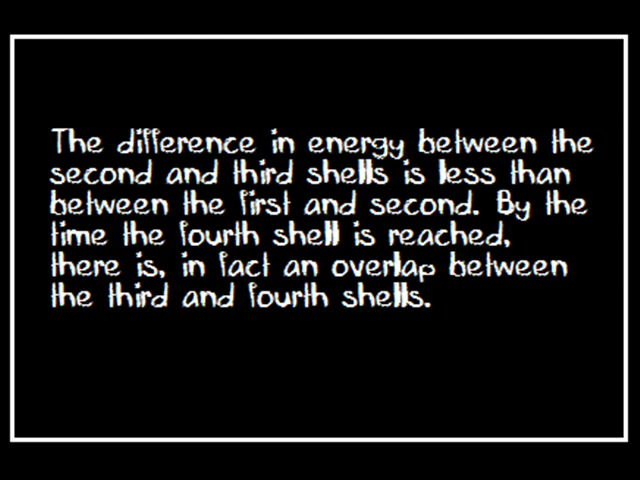 The difference in energy between the
second and third shells is less than
between the first and second. By the
time the fourth shell is reached,
there is, in fact an overlap between
the third and fourth shells.